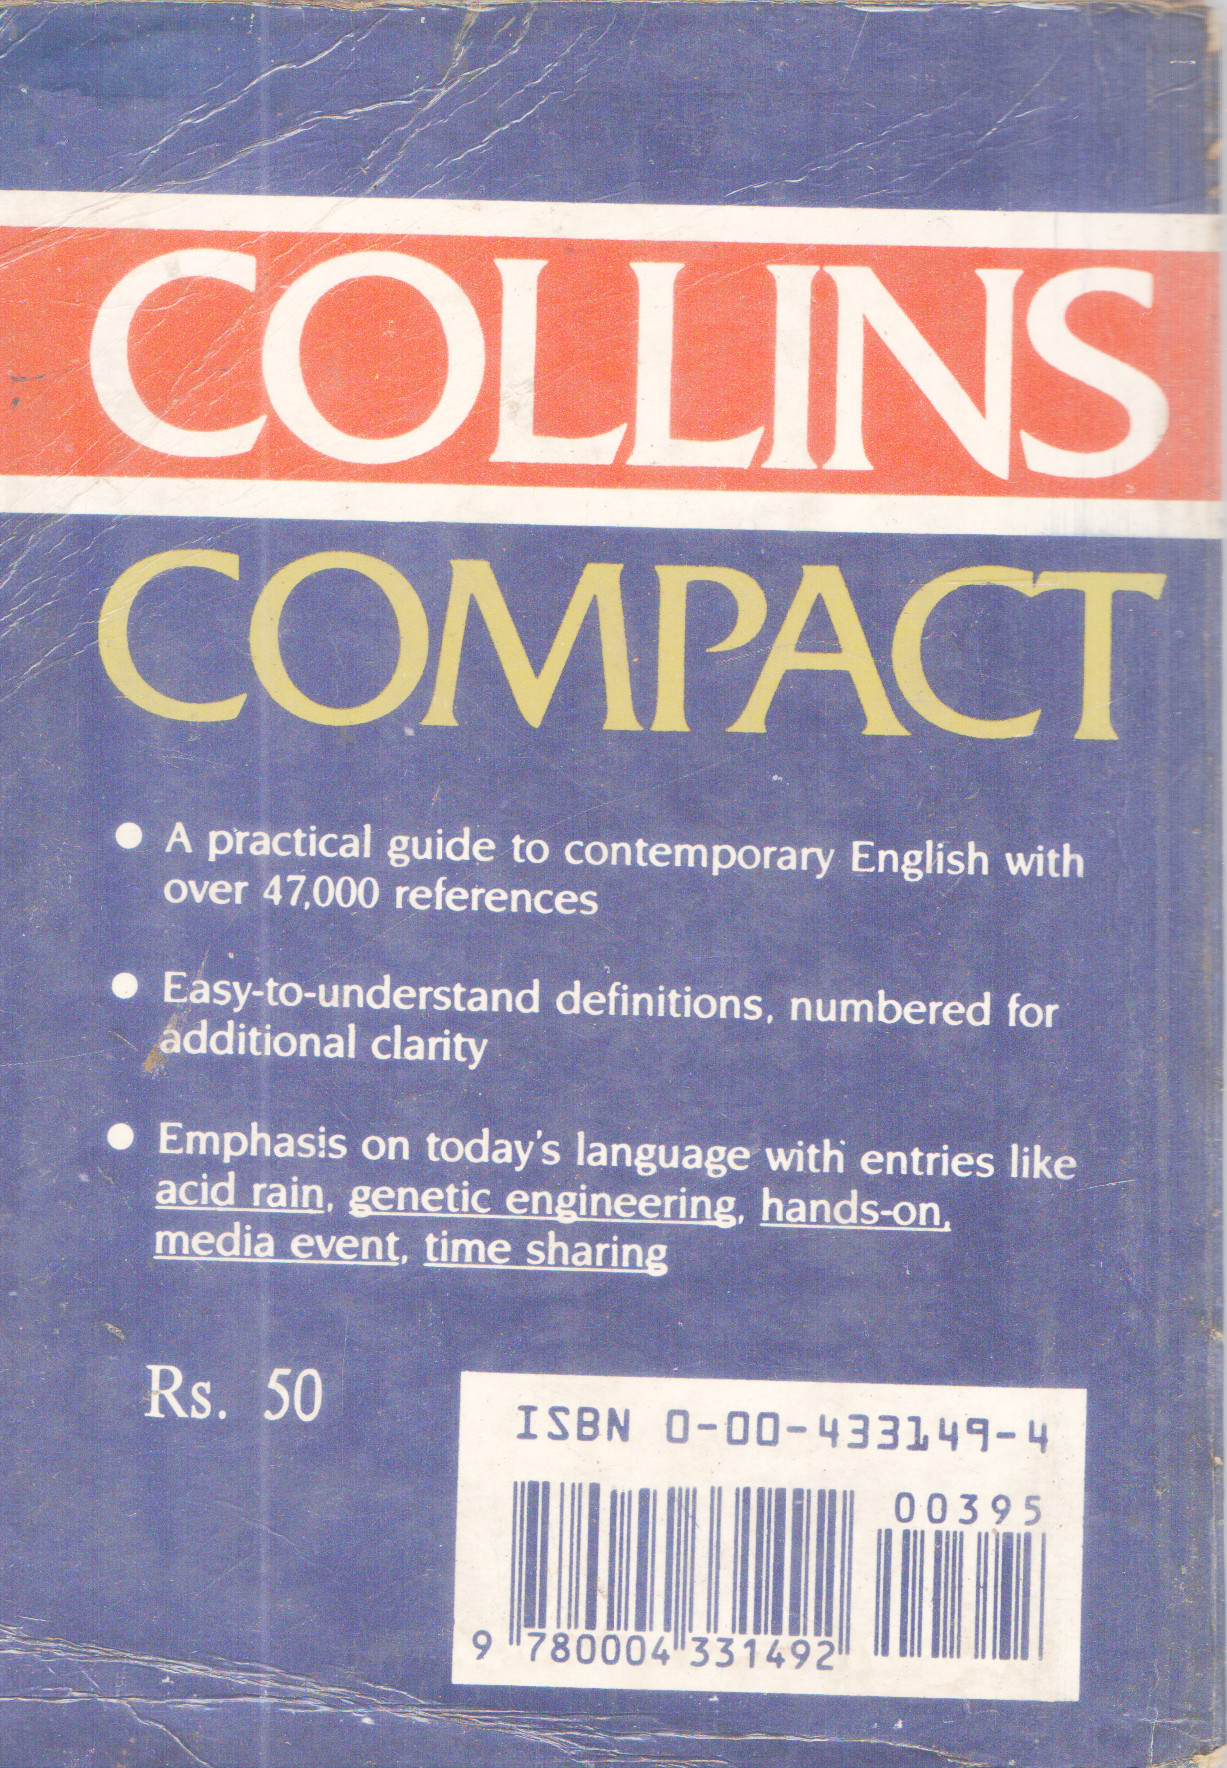 COLLINS
COMPACT
● A practical guide to contemporary English with
over 47,000 references
● Easy-to-understand definitions, numbered for
additional clarity
● Emphasis on today's language with entries like
acid rain, genetic engineering, hands-on,
media event, time sharing
Rs. 50
ISBN 0-00-433149-4
00395
9 780004 331492